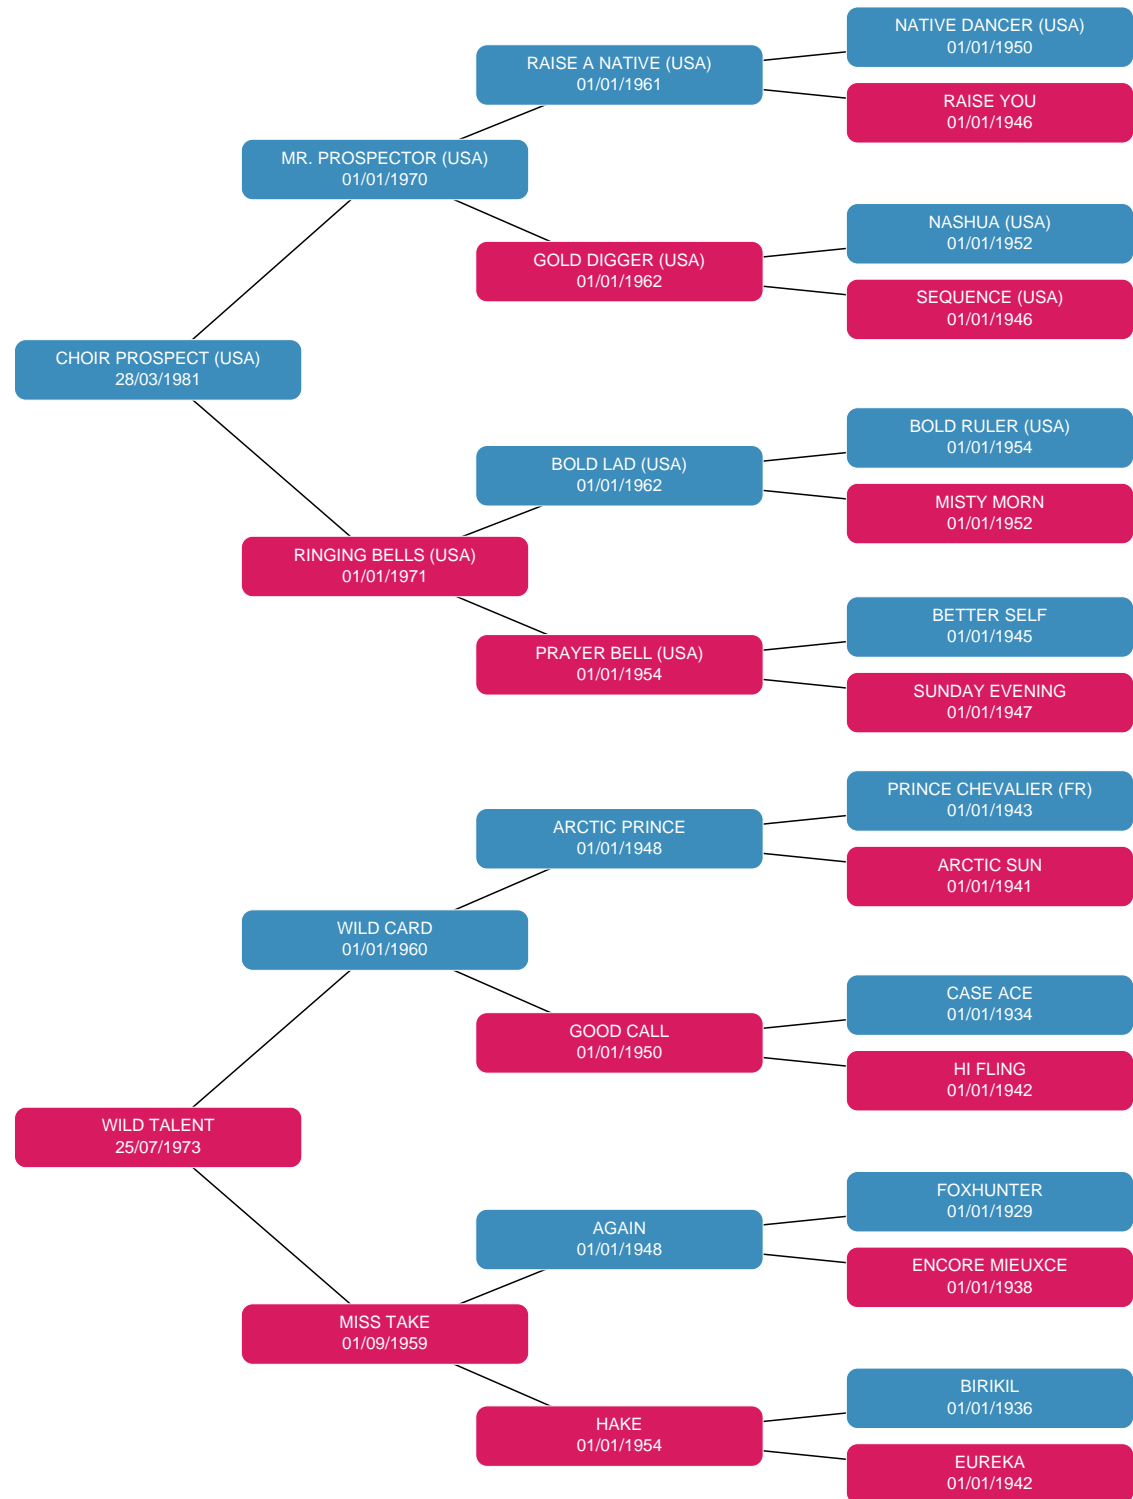 NATIVE DANCER (USA)
01/01/1950
RAISE A NATIVE (USA)
01/01/1961
RAISE YOU
01/01/1946
MR. PROSPECTOR (USA)
01/01/1970
NASHUA (USA)
01/01/1952
GOLD DIGGER (USA)
01/01/1962
SEQUENCE (USA)
01/01/1946
CHOIR PROSPECT (USA)
28/03/1981
BOLD RULER (USA)
01/01/1954
BOLD LAD (USA)
01/01/1962
MISTY MORN
01/01/1952
RINGING BELLS (USA)
01/01/1971
BETTER SELF
01/01/1945
PRAYER BELL (USA)
01/01/1954
SUNDAY EVENING
01/01/1947
PRINCE CHEVALIER (FR)
01/01/1943
ARCTIC PRINCE
01/01/1948
ARCTIC SUN
01/01/1941
WILD CARD
01/01/1960
CASE ACE
01/01/1934
GOOD CALL
01/01/1950
HI FLING
01/01/1942
WILD TALENT
25/07/1973
FOXHUNTER
01/01/1929
AGAIN
01/01/1948
ENCORE MIEUXCE
01/01/1938
MISS TAKE
01/09/1959
BIRIKIL
01/01/1936
HAKE
01/01/1954
EUREKA
01/01/1942